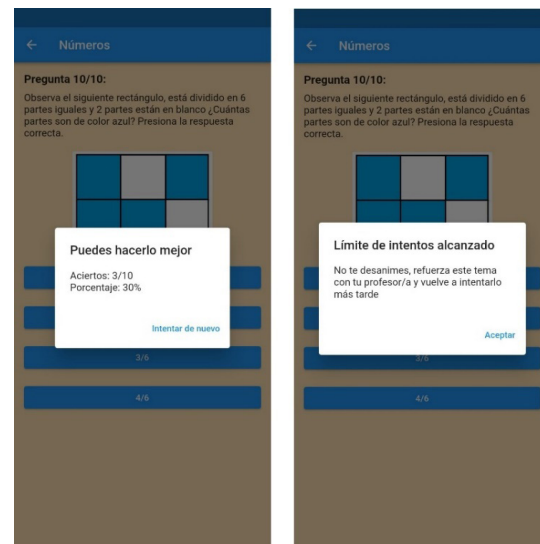 ← Números
Pregunta 10/10:
Observa el siguiente rectángulo, está dividido en 6
partes iguales y 2 partes están en blanco ¿Cuántas
partes son de color azul? Presiona la respuesta
correcta.
Puedes hacerlo mejor
Aciertos: 3/10
Porcentaje: 30%
Intentar de nuevo
3/6
4/6
← Números
Pregunta 10/10:
Observa el siguiente rectángulo, está dividido en 6
partes iguales y 2 partes están en blanco ¿Cuántas
partes son de color azul? Presiona la respuesta
correcta.
Límite de intentos alcanzado
No te desanimes, refuerza este tema
con tu profesor/a y vuelve a intentarlo
más tarde
Aceptar
3/6
4/6